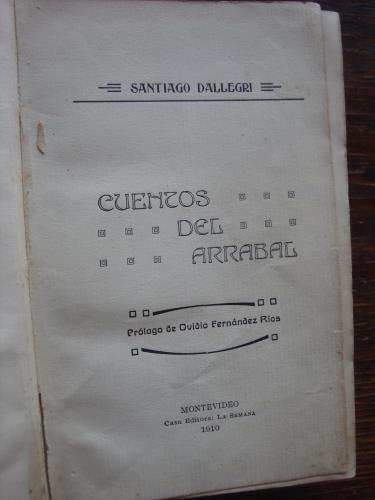 SANTIAGO DALLEGRI
CUENTOS
DEL
ARRABAL
Prólogo de Ovidio Fernández Ríos
MONTEVIDEO
Casa Editora: La Semana
1910